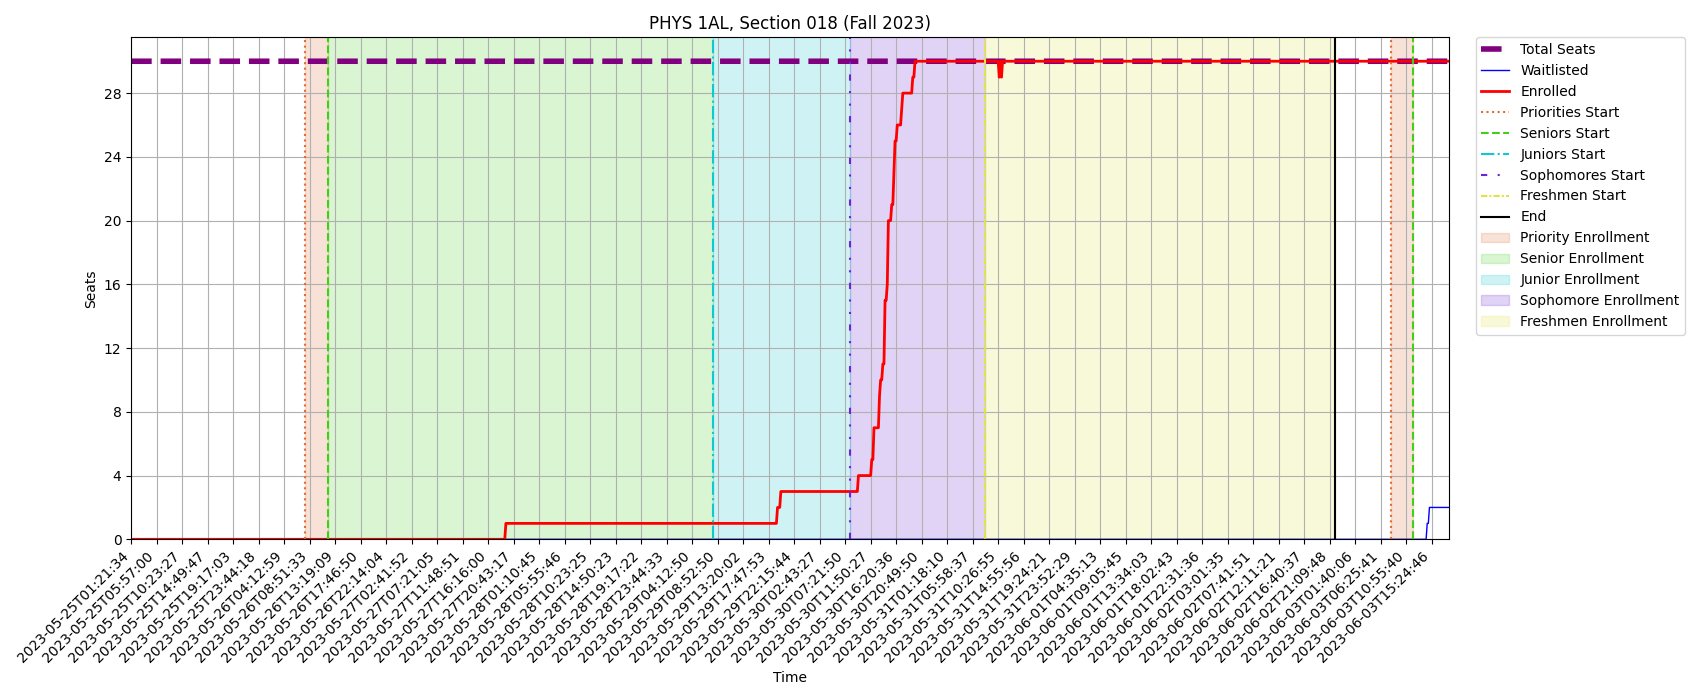 PHYS 1AL, Section 018 (Fall 2023)
Seats
28
24
20
16
12
8
4
0
2023-05-25T01:21:34
2023-05-25T05:57:00
2023-05-25T10:23:27
2023-05-25T14:49:47
2023-05-25T19:17:03
2023-05-25T23:44:18
2023-05-26T04:12:59
2023-05-26T08:51:33
2023-05-26T13:19:09
2023-05-26T17:46:50
2023-05-26T22:14:04
2023-05-27T02:41:52
2023-05-27T07:21:05
2023-05-27T11:48:51
2023-05-27T16:16:00
2023-05-27T20:43:17
2023-05-28T01:10:45
2023-05-28T05:55:46
2023-05-28T10:23:25
2023-05-28T14:50:23
2023-05-28T19:17:22
2023-05-28T23:44:33
2023-05-29T04:12:50
2023-05-29T08:52:50
2023-05-29T13:20:02
2023-05-29T17:47:53
2023-05-29T22:15:44
2023-05-30T02:43:27
2023-05-30T07:21:50
2023-05-30T11:50:27
2023-05-30T16:20:36
2023-05-30T20:49:50
2023-05-31T01:18:10
2023-05-31T05:58:37
2023-05-31T10:26:55
2023-05-31T14:55:56
2023-05-31T19:24:21
2023-05-31T23:52:29
2023-06-01T04:35:13
2023-06-01T09:05:45
2023-06-01T13:34:03
2023-06-01T18:02:43
2023-06-01T22:31:36
2023-06-02T03:01:35
2023-06-02T07:41:51
2023-06-02T12:11:21
2023-06-02T16:40:37
2023-06-02T21:09:48
2023-06-03T01:40:06
2023-06-03T06:25:41
2023-06-03T10:55:40
2023-06-03T15:24:46
Time
Total Seats
Waitlisted
Enrolled
Priorities Start
Seniors Start
Juniors Start
Sophomores Start
Freshmen Start
End
Priority Enrollment
Senior Enrollment
Junior Enrollment
Sophomore Enrollment
Freshmen Enrollment